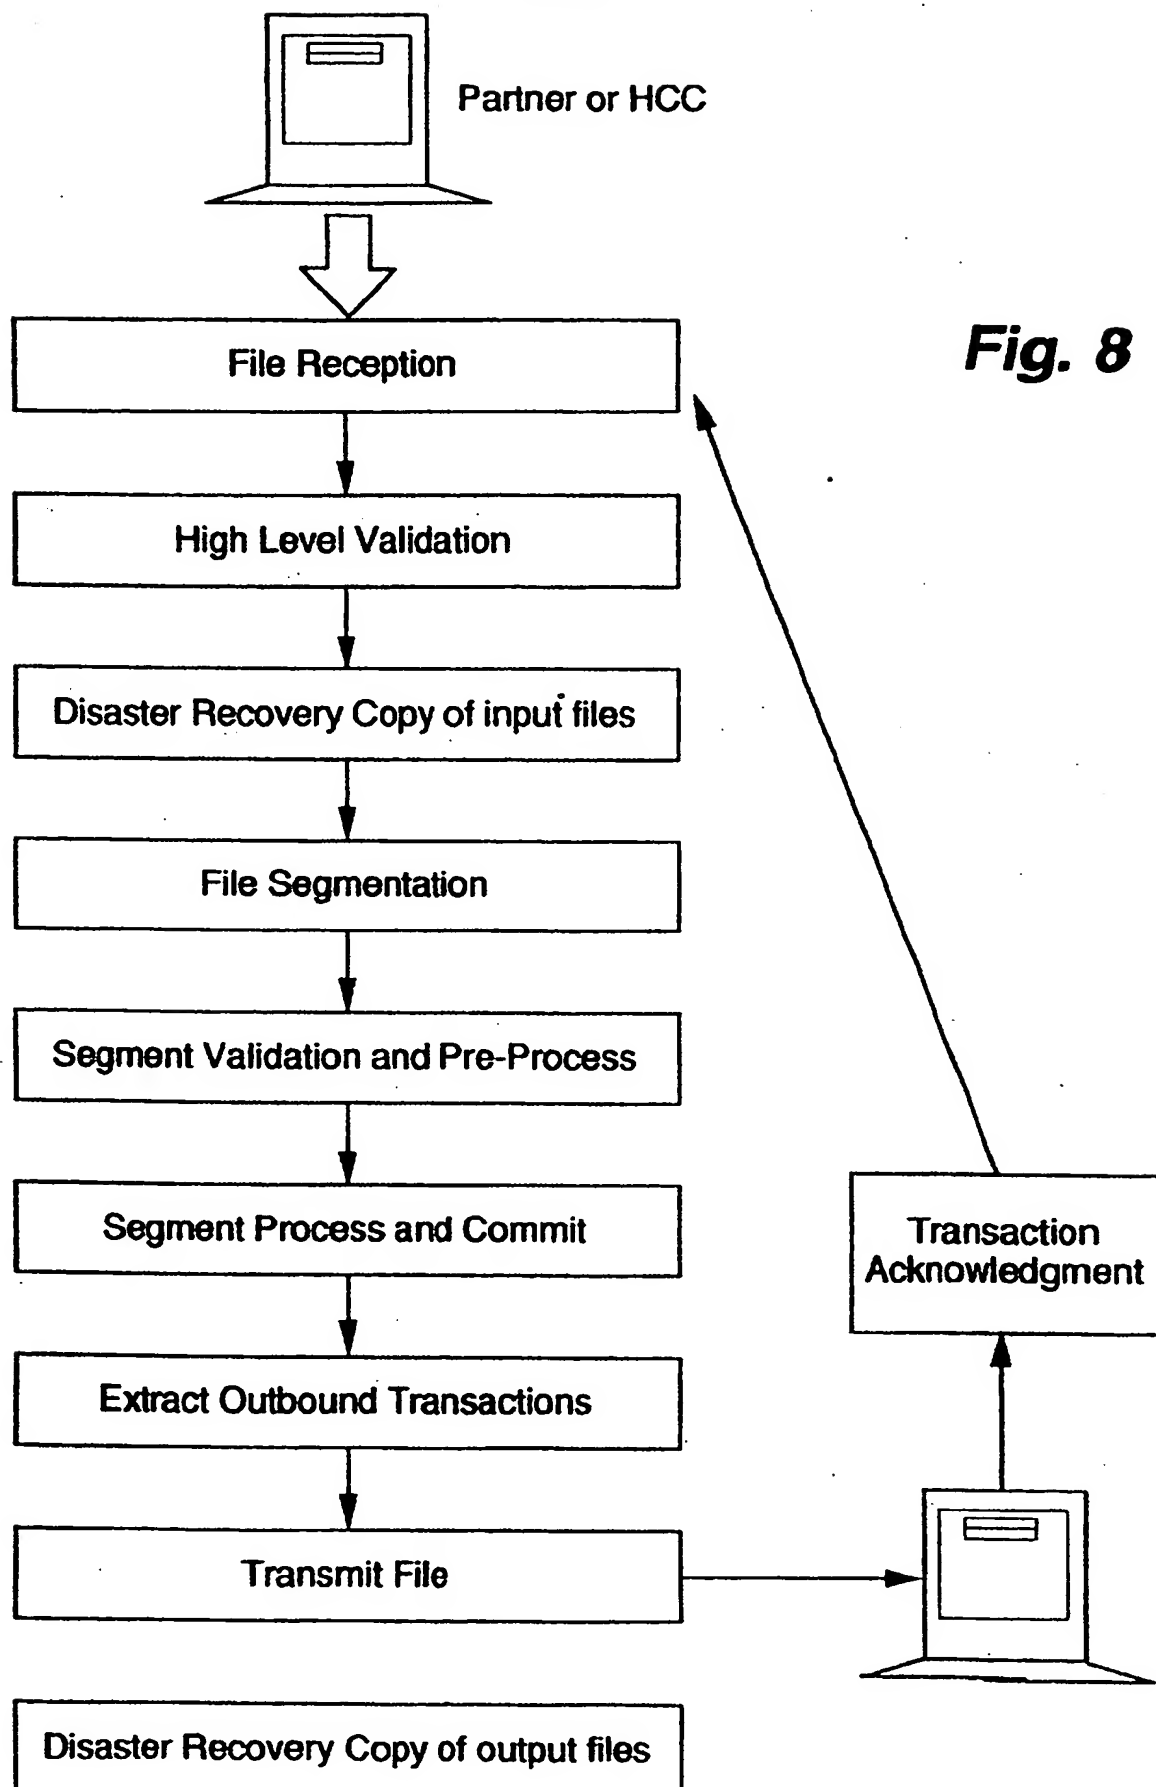 Partner or HCC
Fig. 8
File Reception
High Level Validation
Disaster Recovery Copy of input files
File Segmentation
Segment Validation and Pre-Process
Segment Process and Commit
Transaction
Acknowledgment
Extract Outbound Transactions
Transmit File
Disaster Recovery Copy of output files